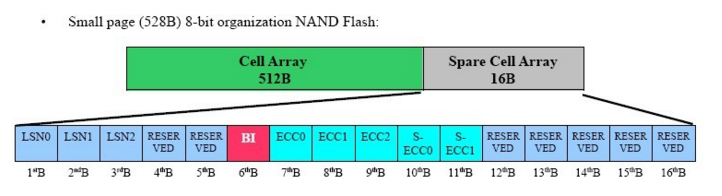 • Small page (528B) 8-bit organization NAND Flash:
Cell Array
512B
Spare Cell Array
16B
LSN0 LSN1 LSN2 RESER RESER BI ECC0 ECC1 ECC2 S- S- RESER RESER RESER RESER RESER
VED VED ECC0 ECC1 VED VED VED VED VED
1stB 2ndB 3rdB 4thB 5thB 6thB 7thB 8thB 9thB 10thB 11thB 12thB 13thB 14thB 15thB 16thB